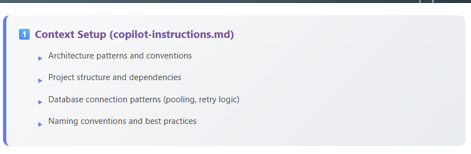 1 Context Setup (copilot-instructions.md)
Architecture patterns and conventions
Project structure and dependencies
Database connection patterns (pooling, retry logic)
Naming conventions and best practices